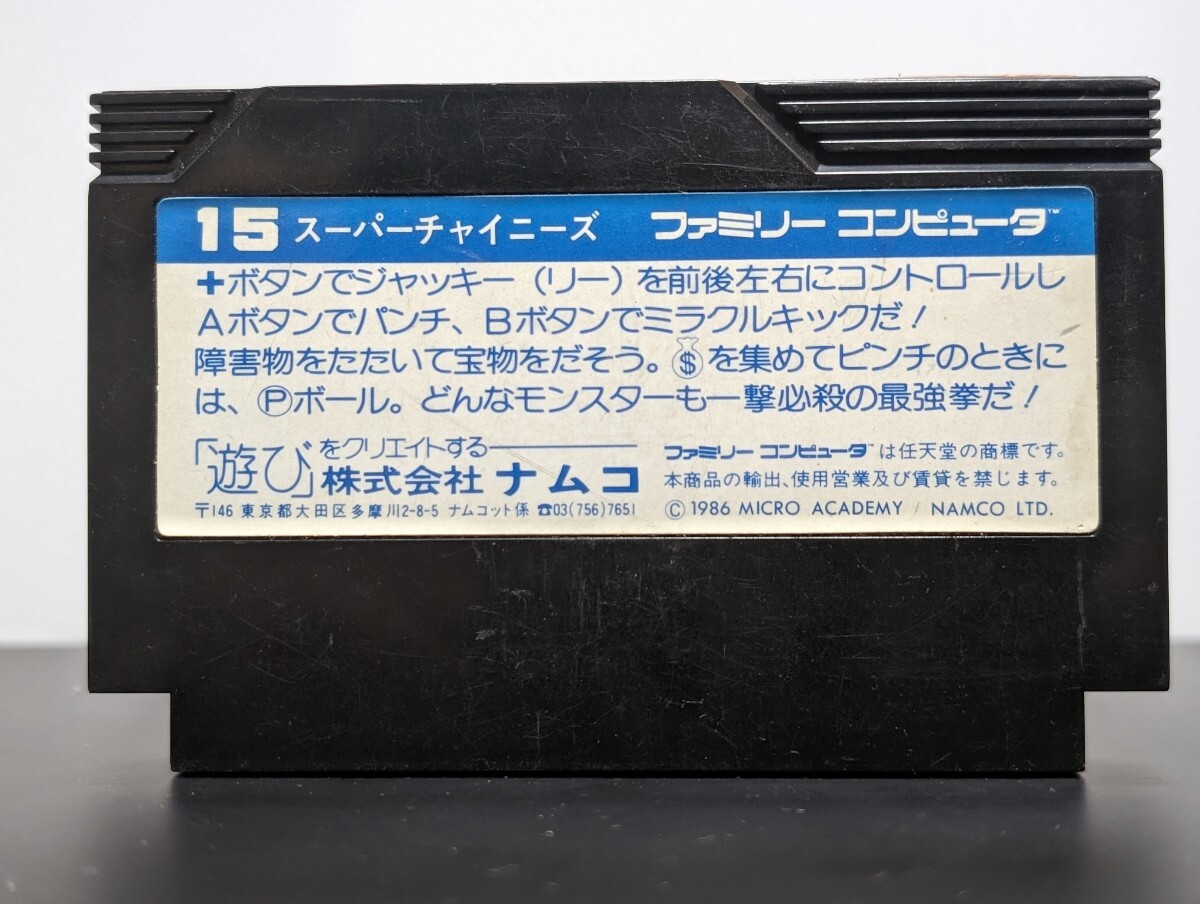 15 スーパーチャイニーズ ファミリー コンピュータ™
+ボタンでジャッキー（リー）を前後左右にコントロールし
Aボタンでパンチ、Bボタンでミラクルキックだ！
障害物をたたいて宝物をだそう。$を集めてピンチのときに
は、Ⓟボール。どんなモンスターも一撃必殺の最強拳だ！
「遊び」をクリエイトする
株式会社ナムコ
〒146 東京都大田区多摩川2-8-5 ナムコット係 ☎03(756)7651
ファミリー コンピュータ™は任天堂の商標です。
本商品の輸出、使用営業及び賃貸を禁じます。
© 1986 MICRO ACADEMY / NAMCO LTD.